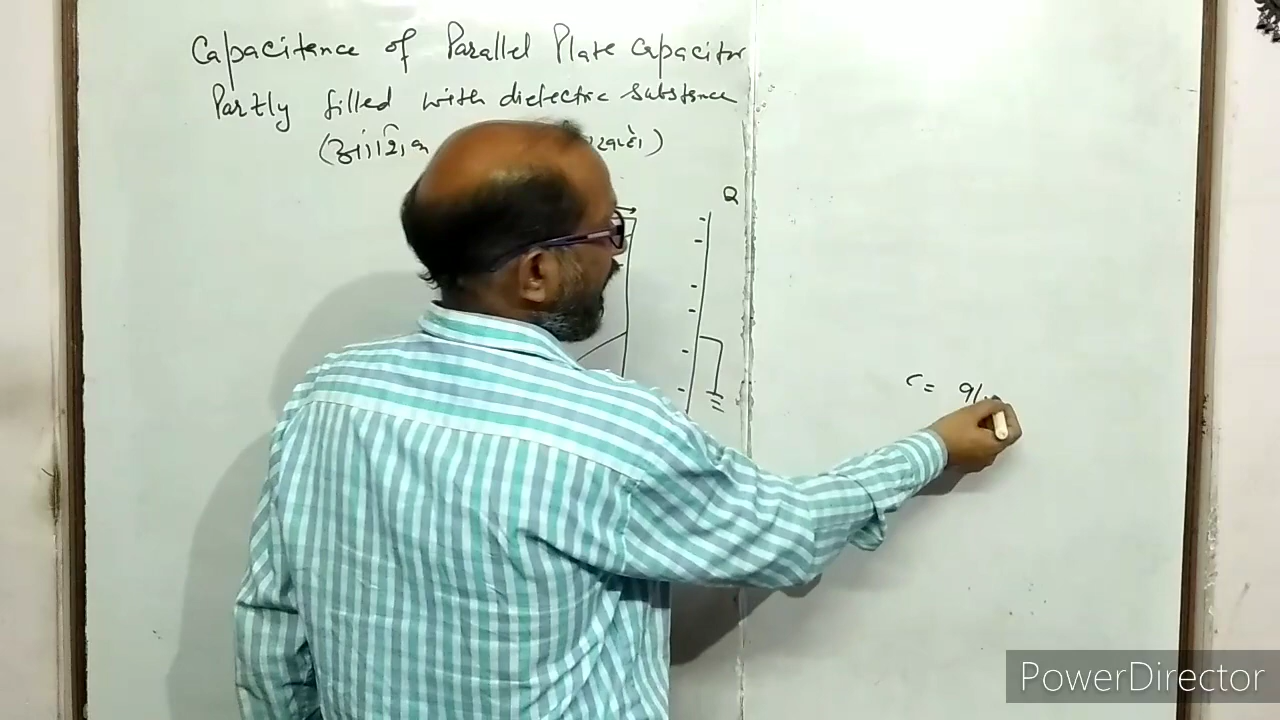 Capacitance of Parallel Plate Capacitor
Partly filled with dielectric substance
Q
C = q/
PowerDirector